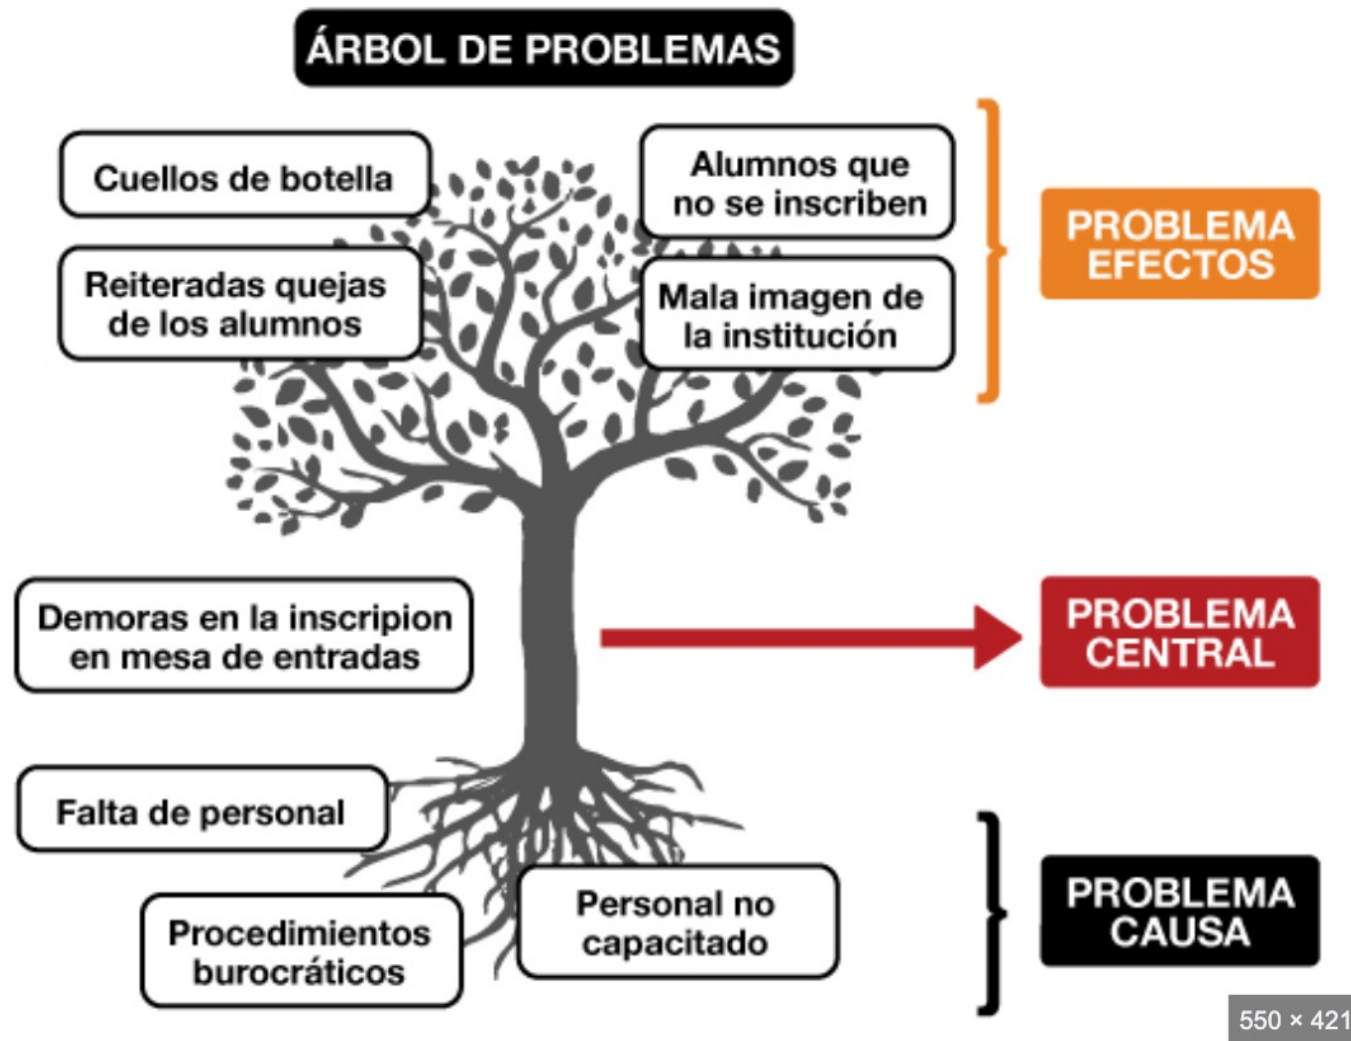 ÁRBOL DE PROBLEMAS
Cuellos de botella
Alumnos que
no se inscriben
Reiteradas quejas
de los alumnos
Mala imagen de
la institución
PROBLEMA
EFECTOS
Demoras en la inscripion
en mesa de entradas
PROBLEMA
CENTRAL
Falta de personal
Procedimientos
burocráticos
Personal no
capacitado
PROBLEMA
CAUSA
550 × 421